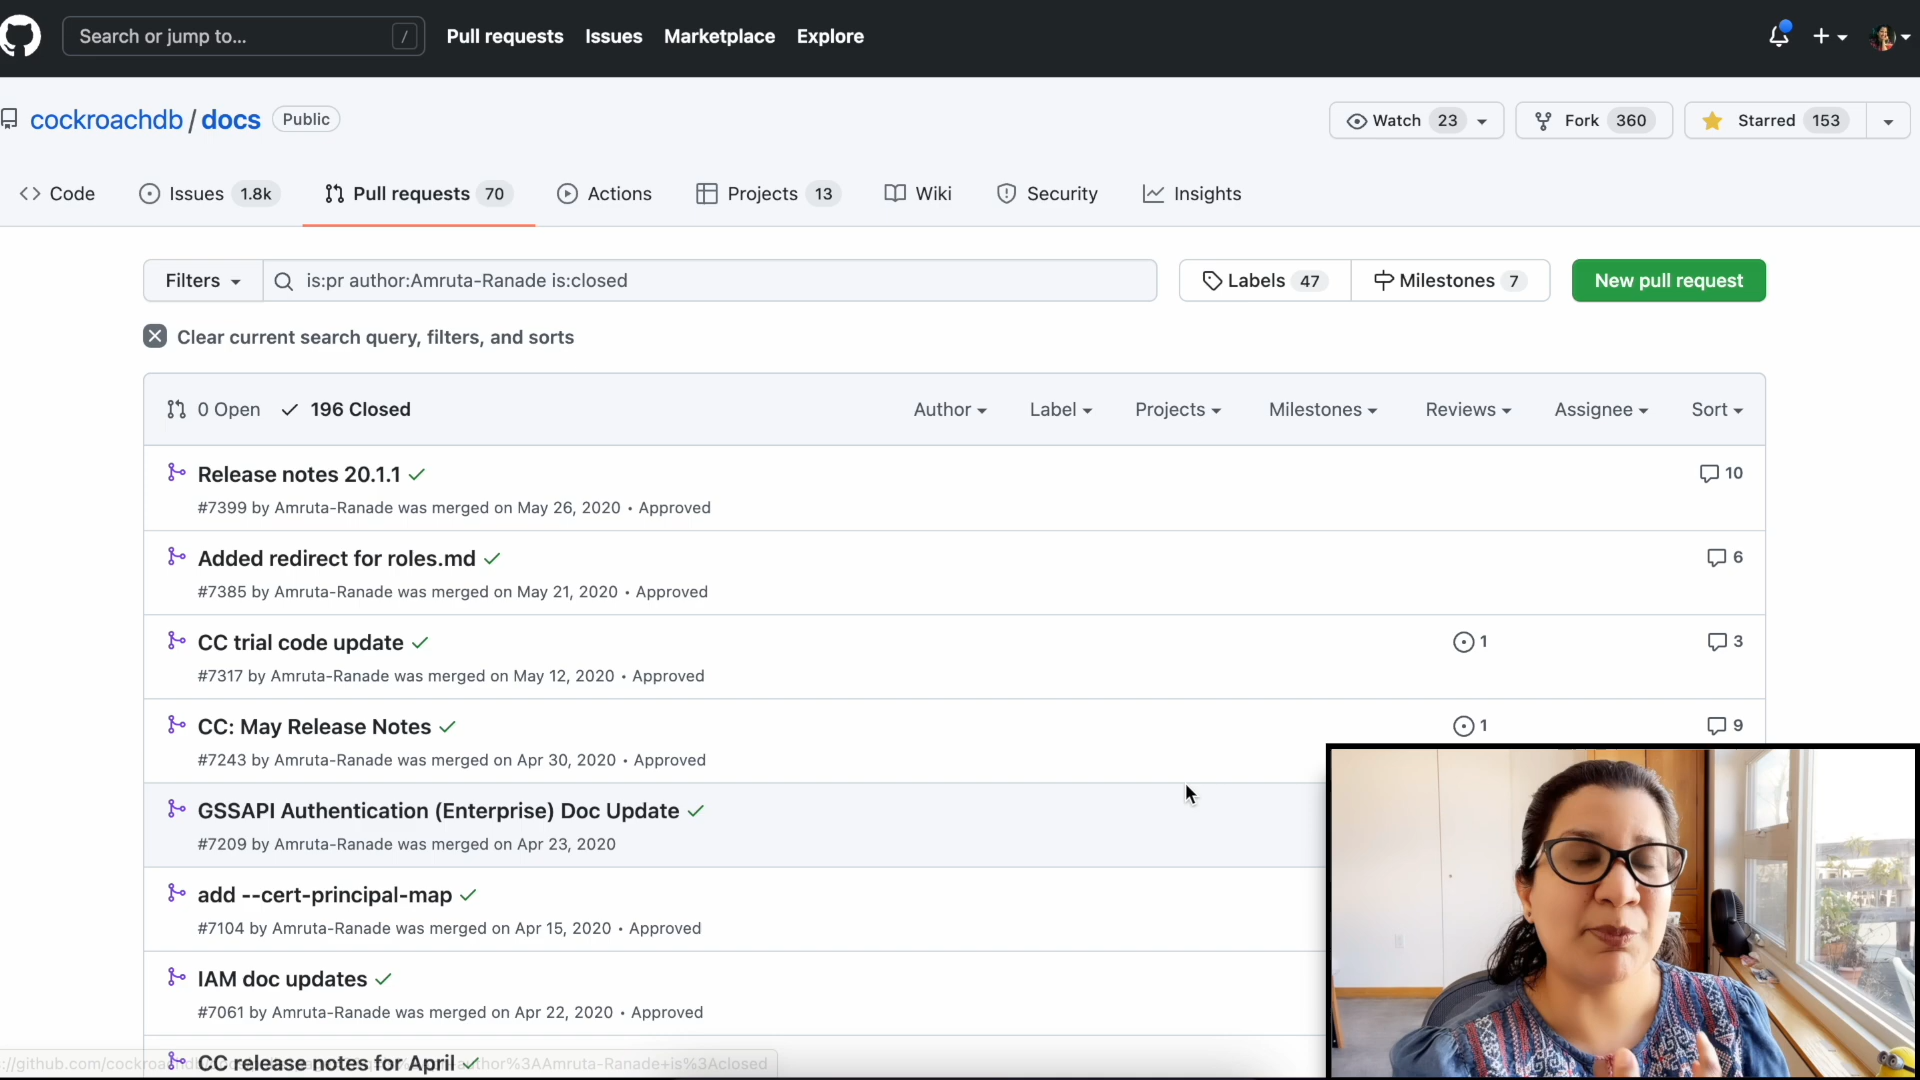 Search or jump to... / Pull requests Issues Marketplace Explore
cockroachdb / docs Public Watch 23 Fork 360 Starred 153
Code Issues 1.8k Pull requests 70 Actions Projects 13 Wiki Security Insights
Filters is:pr author:Amruta-Ranade is:closed Labels 47 Milestones 7 New pull request
Clear current search query, filters, and sorts
0 Open 196 Closed Author Label Projects Milestones Reviews Assignee Sort
Release notes 20.1.1 10
#7399 by Amruta-Ranade was merged on May 26, 2020 • Approved
Added redirect for roles.md 6
#7385 by Amruta-Ranade was merged on May 21, 2020 • Approved
CC trial code update 1 3
#7317 by Amruta-Ranade was merged on May 12, 2020 • Approved
CC: May Release Notes 1 9
#7243 by Amruta-Ranade was merged on Apr 30, 2020 • Approved
GSSAPI Authentication (Enterprise) Doc Update
#7209 by Amruta-Ranade was merged on Apr 23, 2020
add --cert-principal-map
#7104 by Amruta-Ranade was merged on Apr 15, 2020 • Approved
IAM doc updates
#7061 by Amruta-Ranade was merged on Apr 22, 2020 • Approved
CC release notes for April